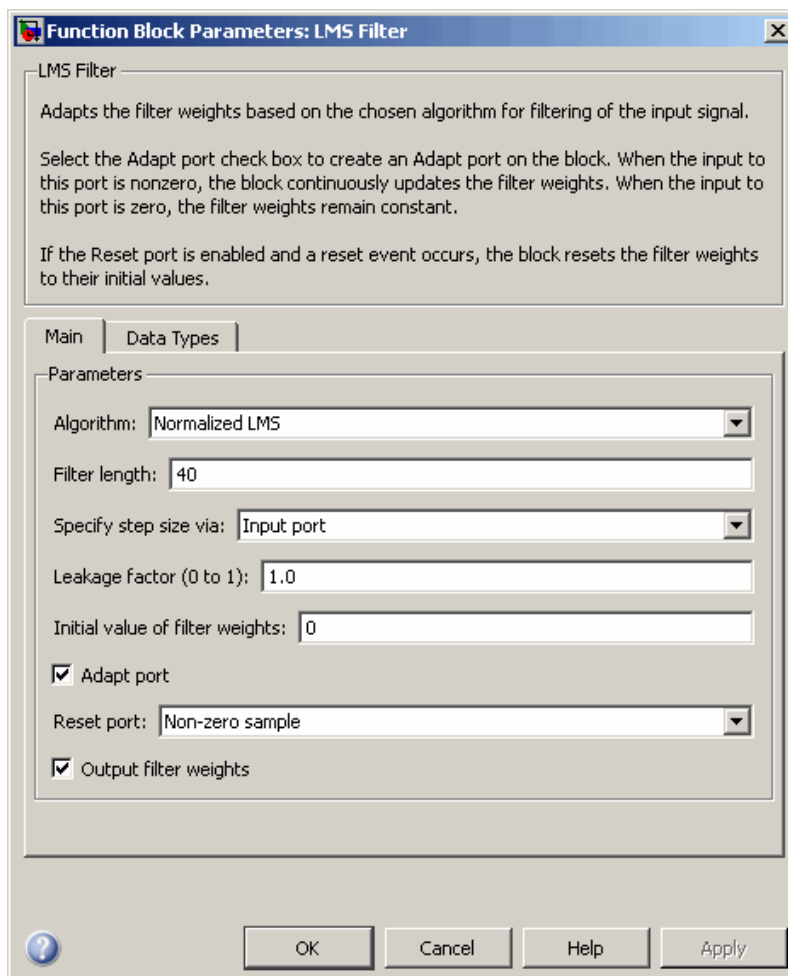 Function Block Parameters: LMS Filter
LMS Filter
Adapts the filter weights based on the chosen algorithm for filtering of the input signal.
Select the Adapt port check box to create an Adapt port on the block. When the input to
this port is nonzero, the block continuously updates the filter weights. When the input to
this port is zero, the filter weights remain constant.
If the Reset port is enabled and a reset event occurs, the block resets the filter weights
to their initial values.
Main Data Types
Parameters
Algorithm: Normalized LMS
Filter length: 40
Specify step size via: Input port
Leakage factor (0 to 1): 1.0
Initial value of filter weights: 0
Adapt port
Reset port: Non-zero sample
Output filter weights
? OK Cancel Help Apply